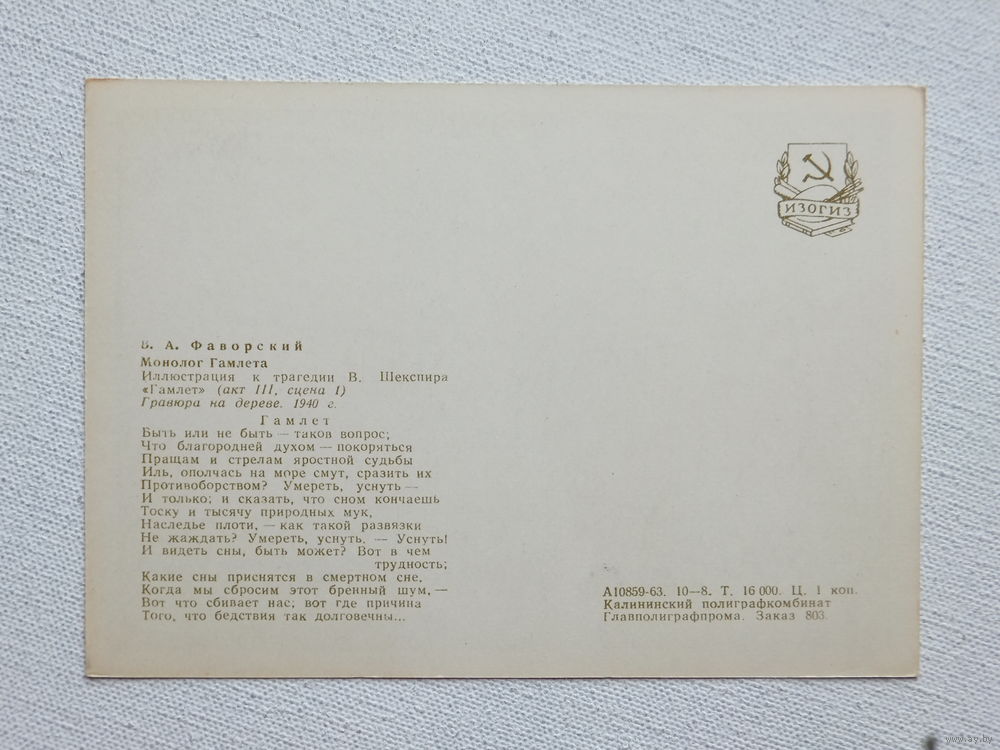 ИЗОГИЗ
В. А. Фаворский
Монолог Гамлета
Иллюстрация к трагедии В. Шекспира
«Гамлет» (акт III, сцена I)
Гравюра на дереве. 1940 г.
Гамлет
Быть или не быть — таков вопрос;
Что благородней духом — покоряться
Пращам и стрелам яростной судьбы
Иль, ополчась на море смут, сразить их
Противоборством? Умереть, уснуть —
И только; и сказать, что сном кончаешь
Тоску и тысячу природных мук,
Наследье плоти, — как такой развязки
Не жаждать? Умереть, уснуть. — Уснуть!
И видеть сны, быть может? Вот в чем
трудность;
Какие сны приснятся в смертном сне,
Когда мы сбросим этот бренный шум, —
Вот что сбивает нас; вот где причина
Того, что бедствия так долговечны...
А10859-63. 10—8. Т. 16 000. Ц. 1 коп.
Калининский полиграфкомбинат
Главполиграфпрома. Заказ 803.
www.ay.by